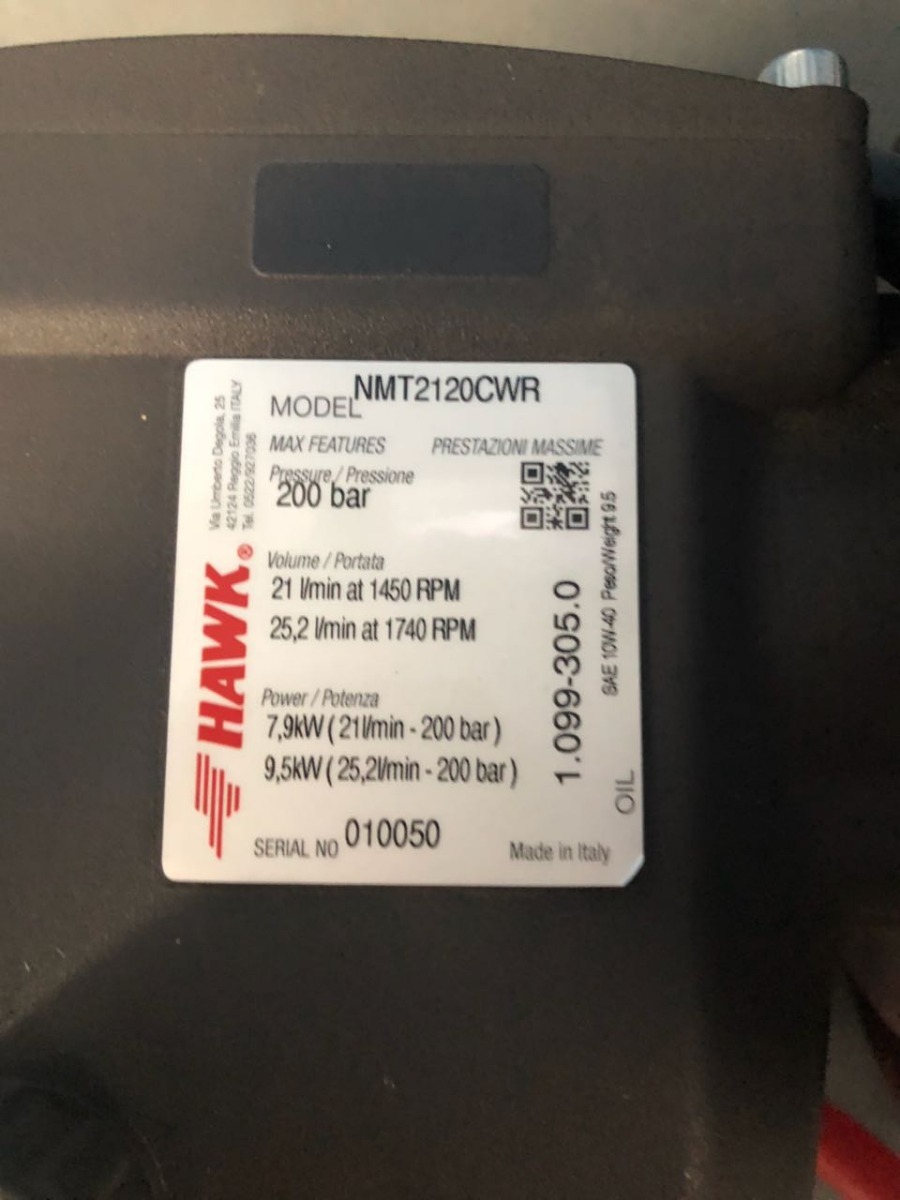 MODEL NMT2120CWR
MAX FEATURES PRESTAZIONI MASSIME
Pressure / Pressione
200 bar
Volume / Portata
21 l/min at 1450 RPM
25,2 l/min at 1740 RPM
Power / Potenza
7,9kW ( 21l/min - 200 bar )
9,5kW ( 25,2l/min - 200 bar )
SERIAL NO 010050
Made in Italy
HAWK®
Via Umberto Degola, 25
42124 Reggio Emilia ITALY
Tel. 0522/927036
1.099-305.0
OIL SAE 10W-40 Peso/Weight 9.5